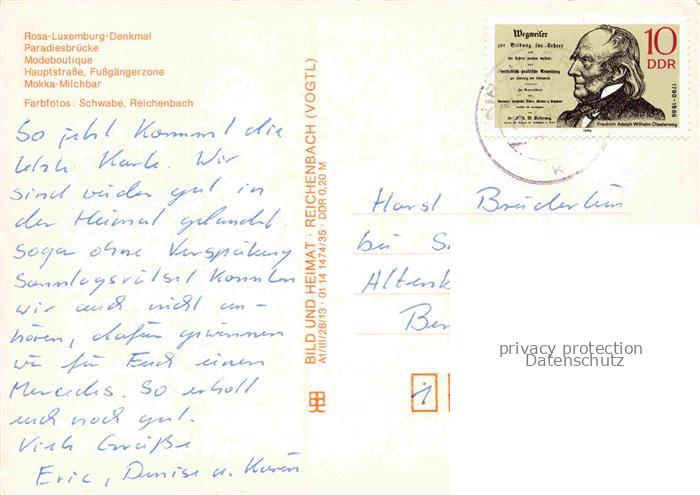 Rosa-Luxemburg-Denkmal
Paradiesbrücke
Modeboutique
Hauptstraße, Fußgängerzone
Mokka-Milchbar
Farbfotos: Schwabe, Reichenbach
So jetzt kommt die
letzte Karte. Wir
sind wieder gut in
der Heimat gelandet
sogar ohne Verspätung
Sonntagsrätsel konnten
wir auch nicht an-
hören, dafür gewinnen
wir für Euch einen
Mercedes. So erholt
euch noch gut.
Viele Grüße
Eric, Denise u. Karin
BILD UND HEIMAT · REICHENBACH (VOGTL)
A1/III/26/13 · 01 14 1474/35 · DDR 0,20 M
Wegweiser
zur Bildung für Lehrer
10
DDR
1790-1866
Friedrich Adolph Wilhelm Diesterweg
1990
Horst
bei
Altenk
privacy protection
Datenschutz